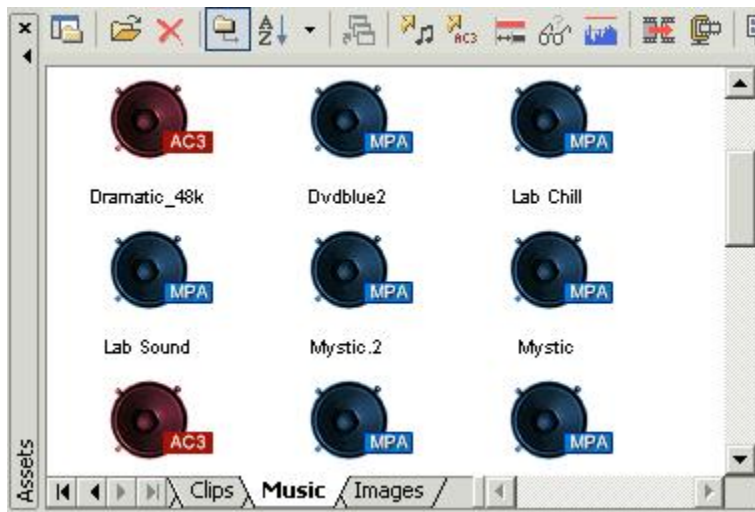 A
Z
AC3
AC3 MPA MPA
Dramatic_48k Dvdblue2 Lab Chill
MPA MPA MPA
Lab Sound Mystic.2 Mystic
AC3 MPA MPA
Assets
Clips Music Images